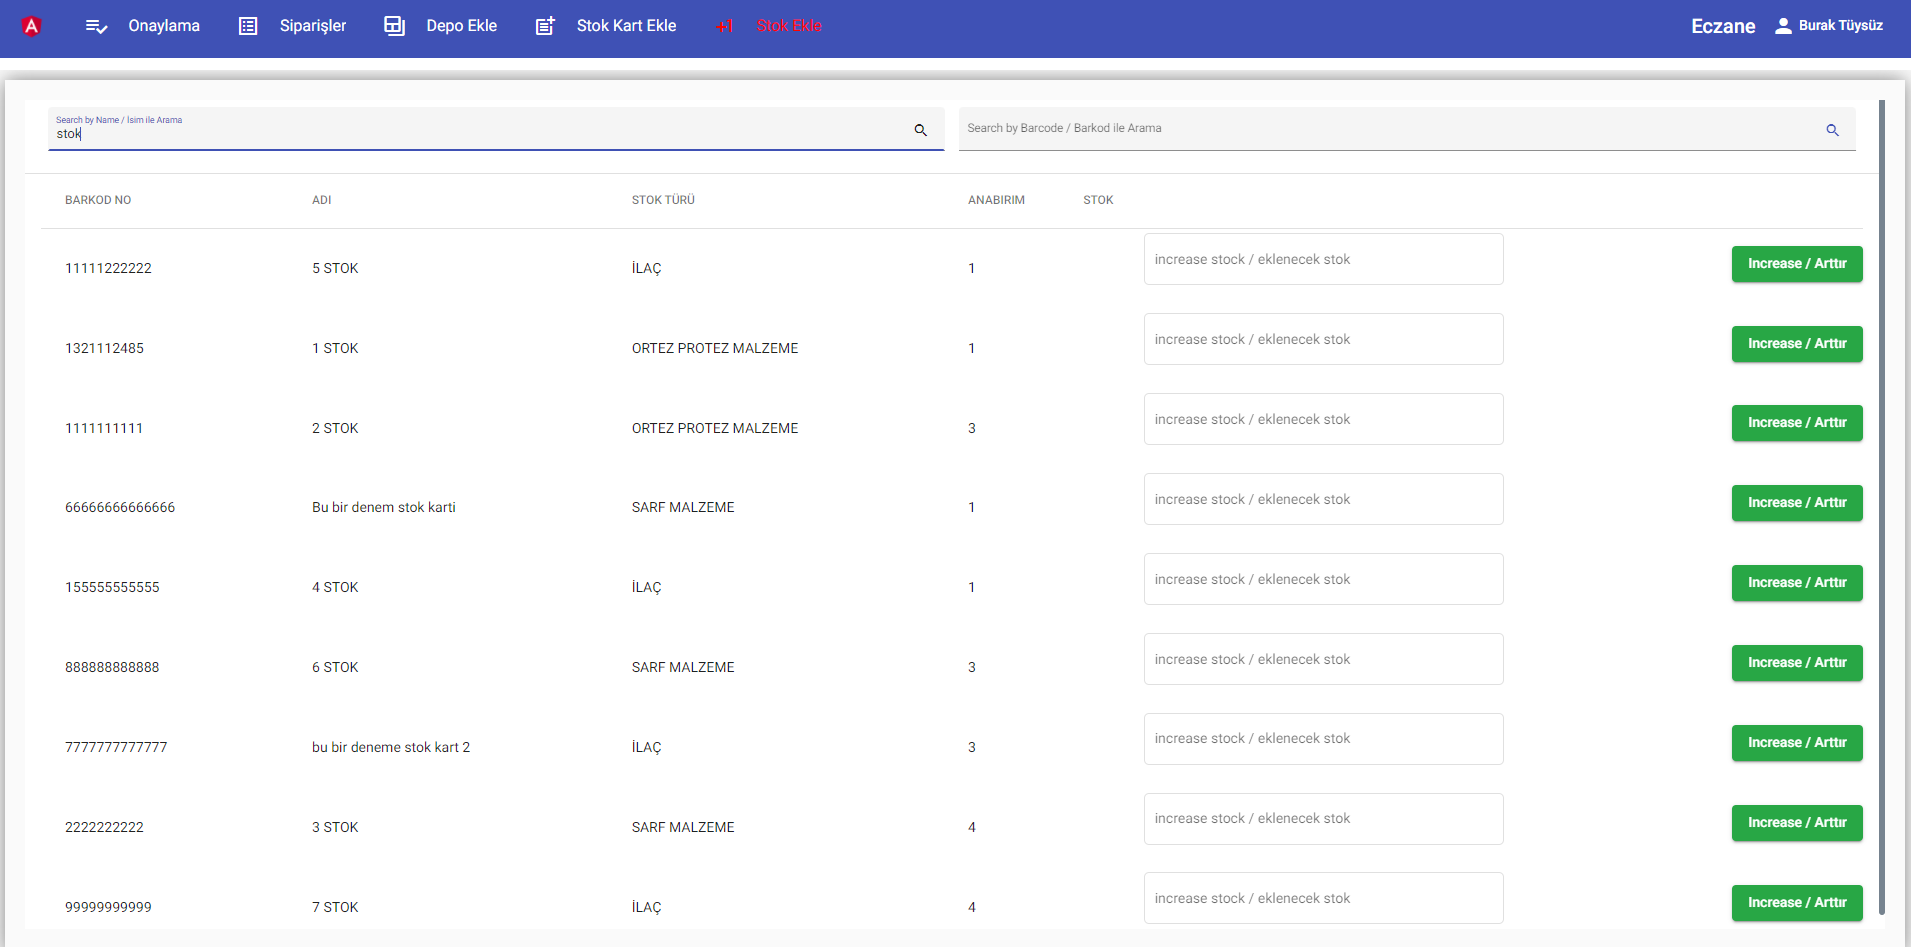 A
Onaylama
Siparişler
Depo Ekle
Stok Kart Ekle
+1 Stok Ekle
Eczane
Burak Tüysüz
Search by Name / İsim ile Arama
stok
Search by Barcode / Barkod ile Arama
BARKOD NO ADI STOK TÜRÜ ANABIRIM STOK
11111222222 5 STOK İLAÇ 1 increase stock / eklenecek stok Increase / Arttır
1321112485 1 STOK ORTEZ PROTEZ MALZEME 1 increase stock / eklenecek stok Increase / Arttır
1111111111 2 STOK ORTEZ PROTEZ MALZEME 3 increase stock / eklenecek stok Increase / Arttır
66666666666666 Bu bir denem stok karti SARF MALZEME 1 increase stock / eklenecek stok Increase / Arttır
155555555555 4 STOK İLAÇ 1 increase stock / eklenecek stok Increase / Arttır
888888888888 6 STOK SARF MALZEME 3 increase stock / eklenecek stok Increase / Arttır
7777777777777 bu bir deneme stok kart 2 İLAÇ 3 increase stock / eklenecek stok Increase / Arttır
2222222222 3 STOK SARF MALZEME 4 increase stock / eklenecek stok Increase / Arttır
99999999999 7 STOK İLAÇ 4 increase stock / eklenecek stok Increase / Arttır